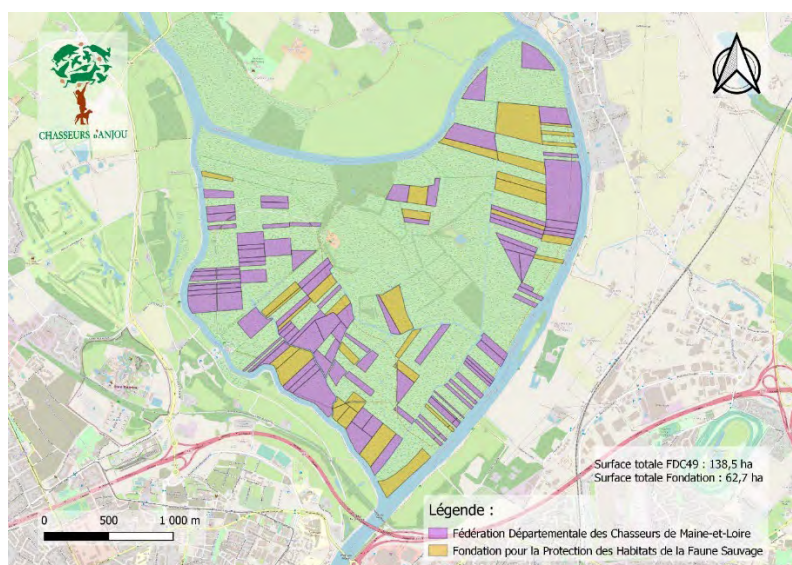 CHASSEURS D'ANJOU
Surface totale FDC49 : 138,5 ha
Surface totale Fondation : 62,7 ha
Légende :
Fédération Départementale des Chasseurs de Maine-et-Loire
Fondation pour la Protection des Habitats de la Faune Sauvage
0 500 1 000 m